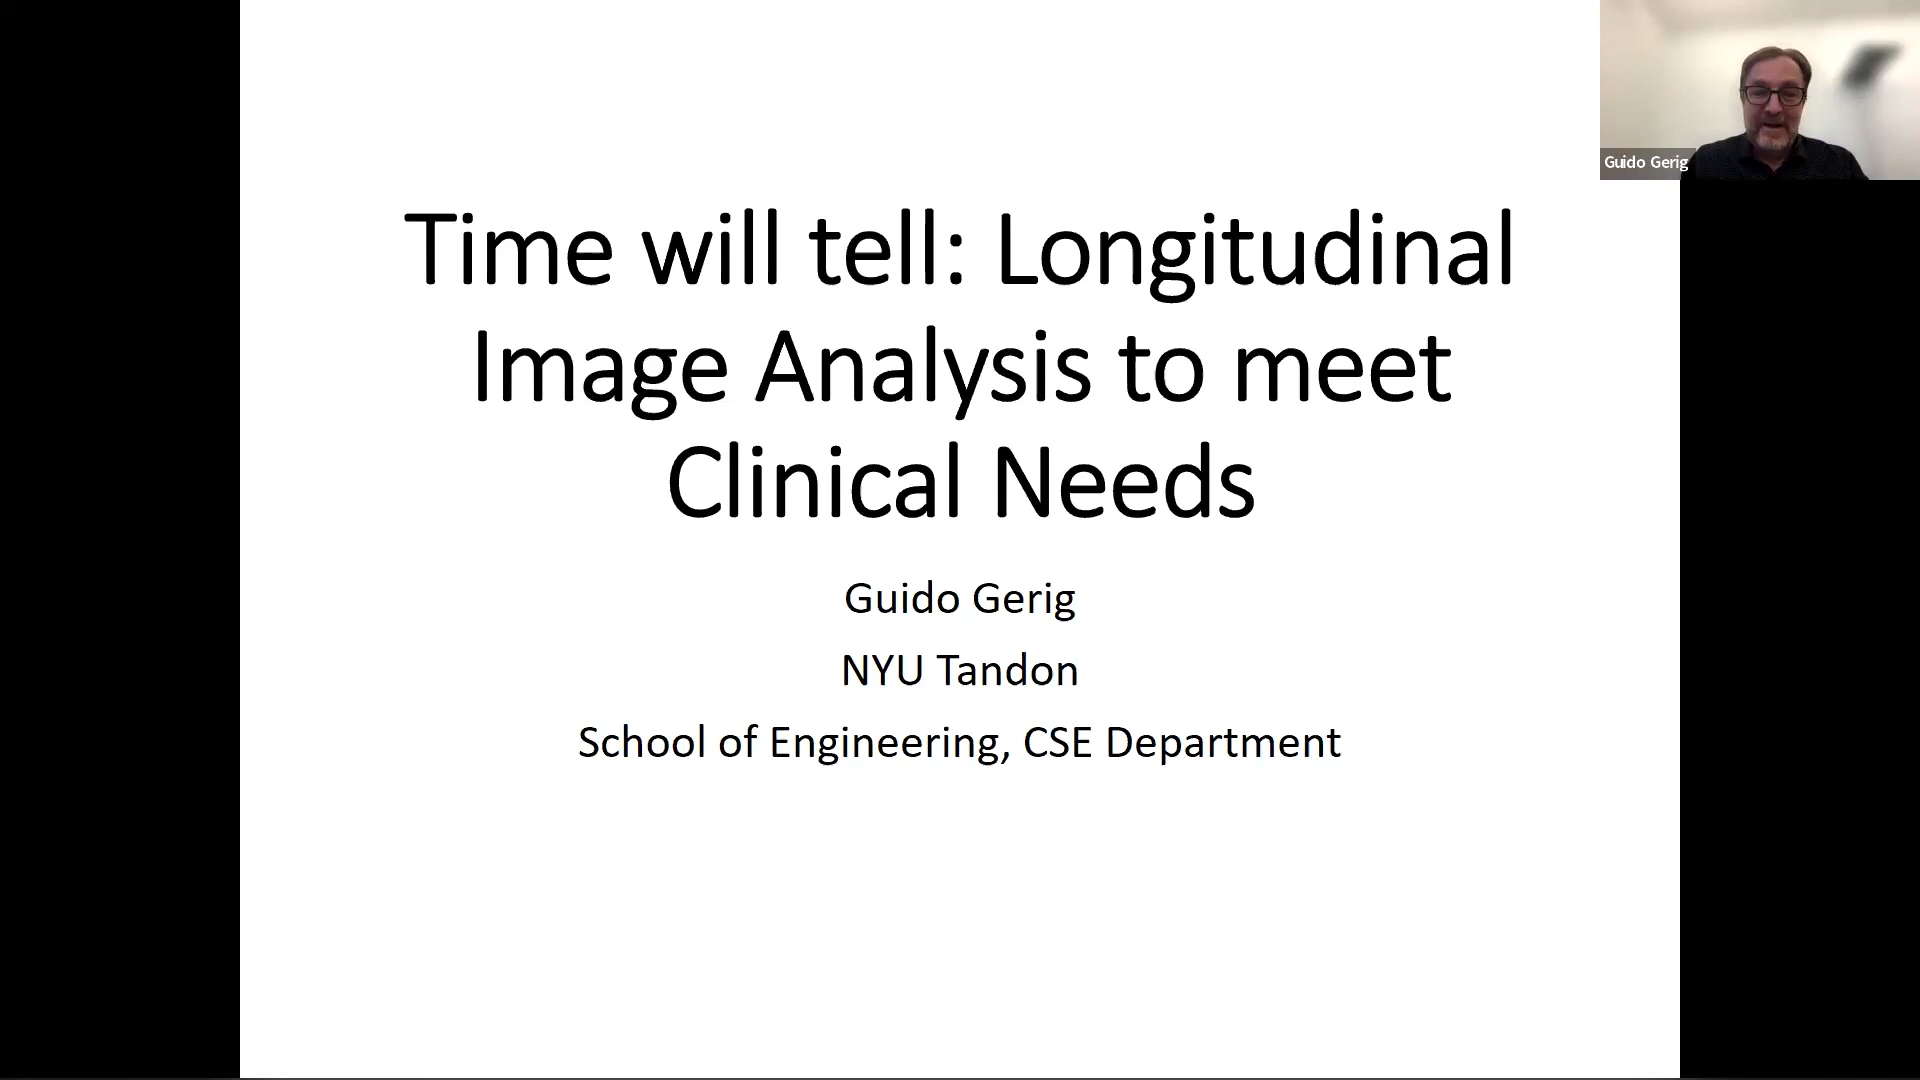 Time will tell: Longitudinal
Image Analysis to meet
Clinical Needs
Guido Gerig
NYU Tandon
School of Engineering, CSE Department
Guido Gerig